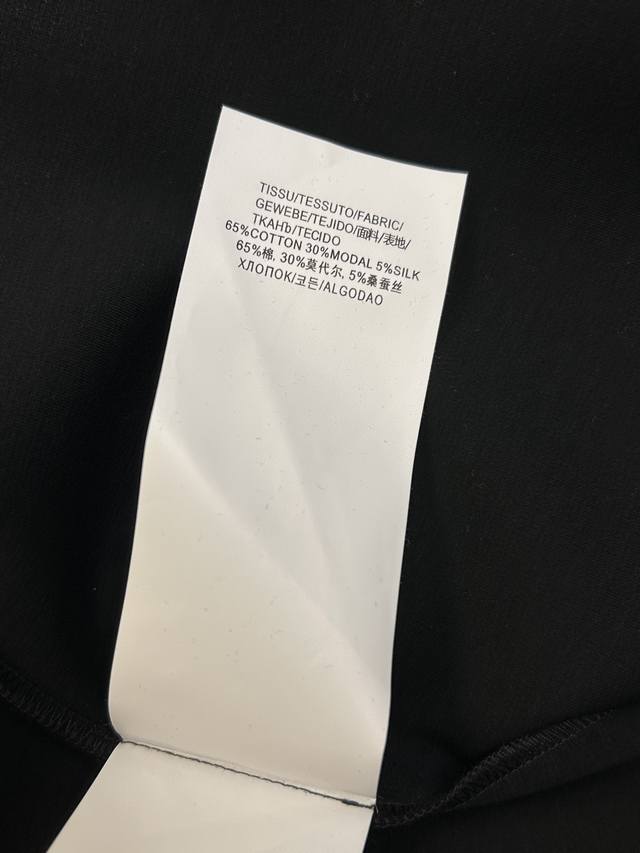 TISSU/TESSUTO/FABRIC/
GEWEBE/TEJIDO/面料/表地/
ТКАНЬ/TECIDO
65%COTTON 30%MODAL 5%SILK
65%棉, 30%莫代尔, 5%桑蚕丝
ХЛОПОК/코튼/ALGODAO